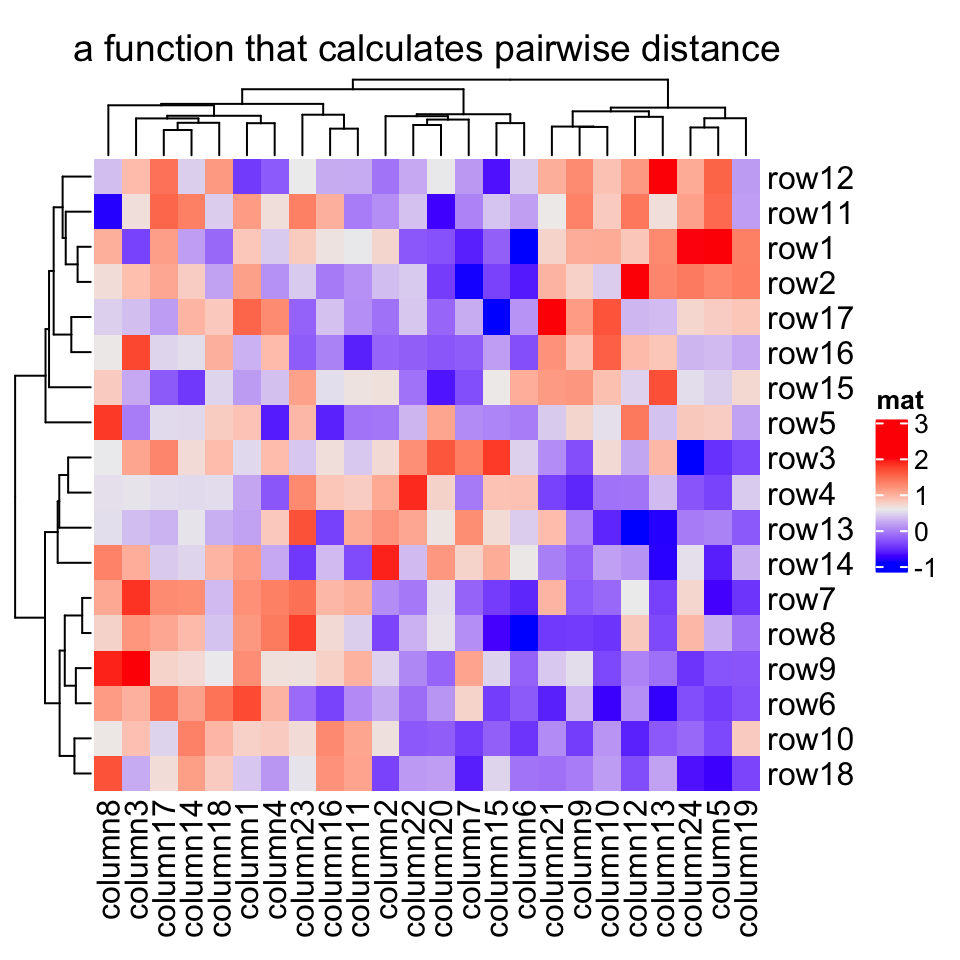 a function that calculates pairwise distance
row12
row11
row1
row2
row17
row16
row15
row5
row3
row4
row13
row14
row7
row8
row9
row6
row10
row18
mat
3
2
1
0
-1
column8
column3
column17
column14
column18
column1
column4
column23
column16
column11
column2
column22
column20
column7
column15
column6
column21
column9
column10
column12
column13
column24
column5
column19